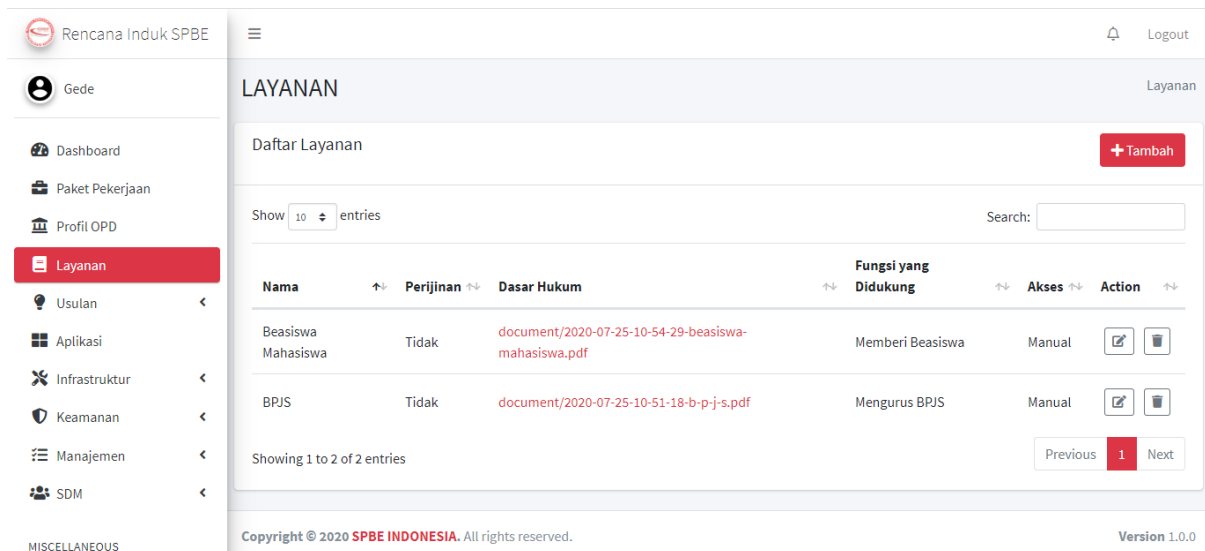 Rencana Induk SPBE
Logout
Gede
LAYANAN
Layanan
Dashboard
Paket Pekerjaan
Profil OPD
Layanan
Usulan
Aplikasi
Infrastruktur
Keamanan
Manajemen
SDM
MISCELLANEOUS
Daftar Layanan
+ Tambah
Show 10 entries
Search:
Nama Perijinan Dasar Hukum Fungsi yang Didukung Akses Action
Beasiswa Mahasiswa Tidak document/2020-07-25-10-54-29-beasiswa-mahasiswa.pdf Memberi Beasiswa Manual
BPJS Tidak document/2020-07-25-10-51-18-b-p-j-s.pdf Mengurus BPJS Manual
Showing 1 to 2 of 2 entries
Previous 1 Next
Copyright © 2020 SPBE INDONESIA. All rights reserved.
Version 1.0.0